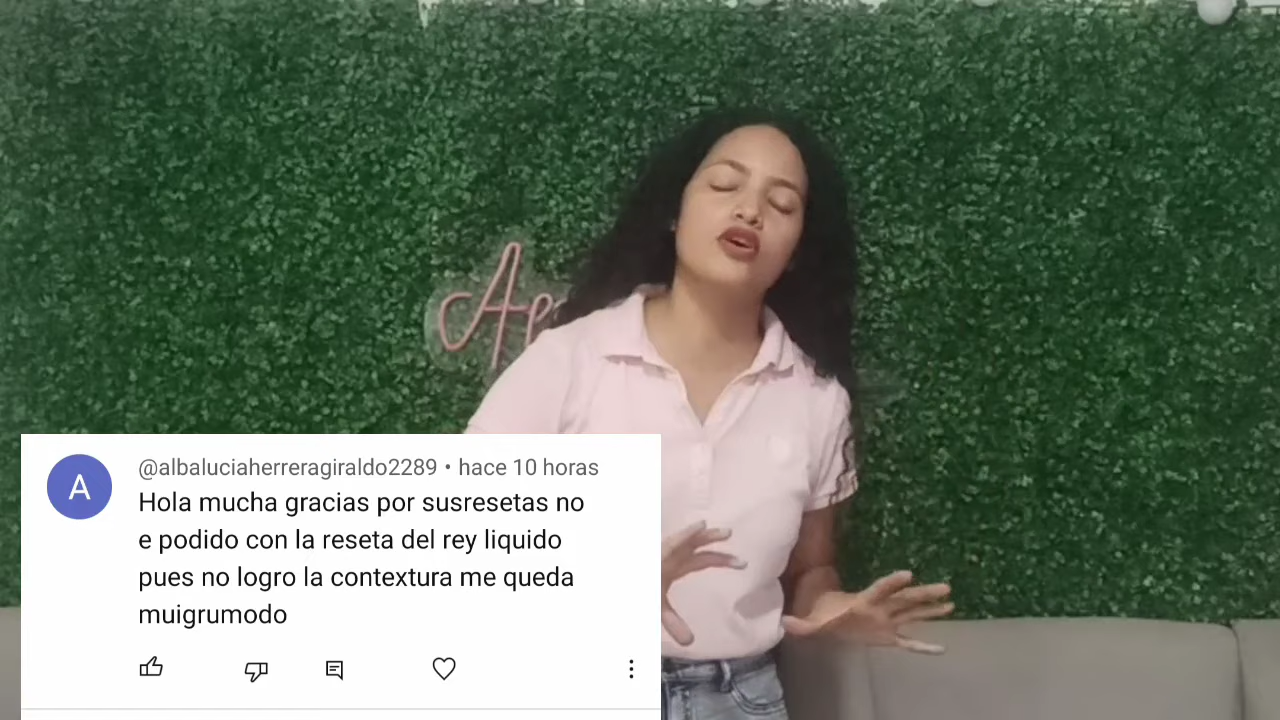 Ap
A
@albaluciaherreragiraldo2289 • hace 10 horas
Hola mucha gracias por susresetas no
e podido con la reseta del rey liquido
pues no logro la contextura me queda
muigrumodo